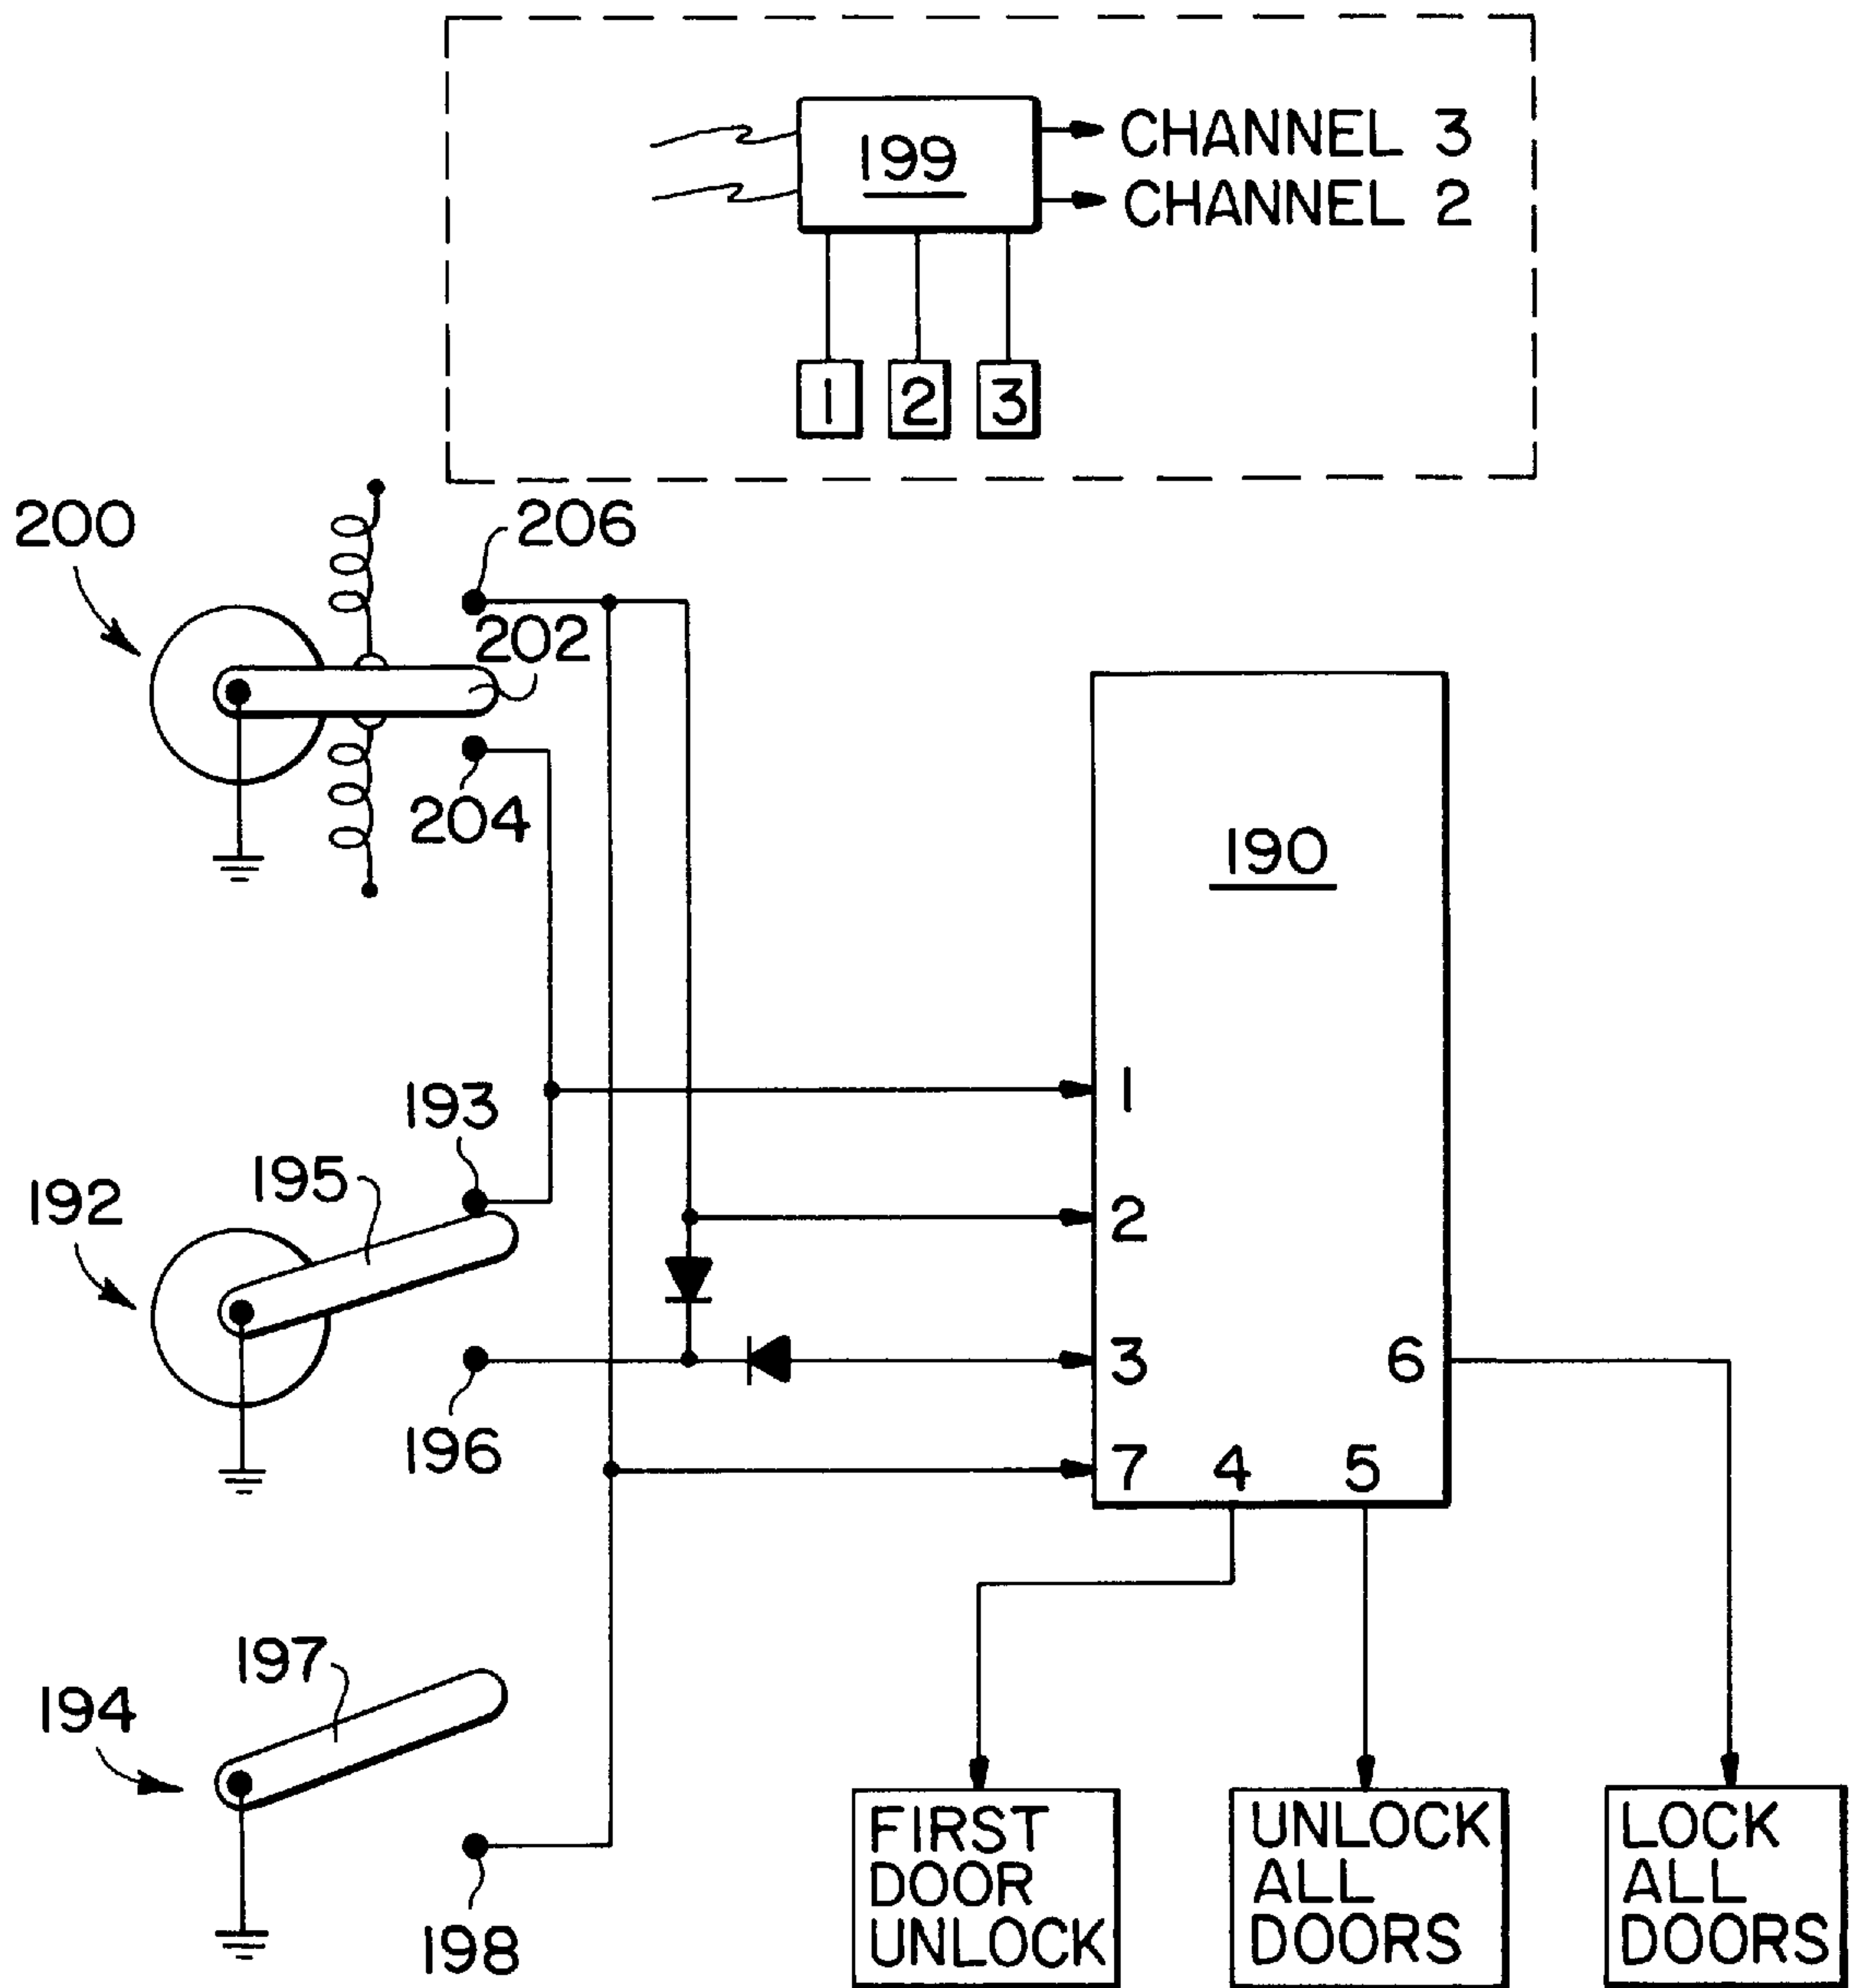 199
CHANNEL 3
CHANNEL 2
1 2 3
200
206
202
204
190
193
1
195
192
2
3
6
196
7
4
5
197
194
198
FIRST
DOOR
UNLOCK
UNLOCK
ALL
DOORS
LOCK
ALL
DOORS